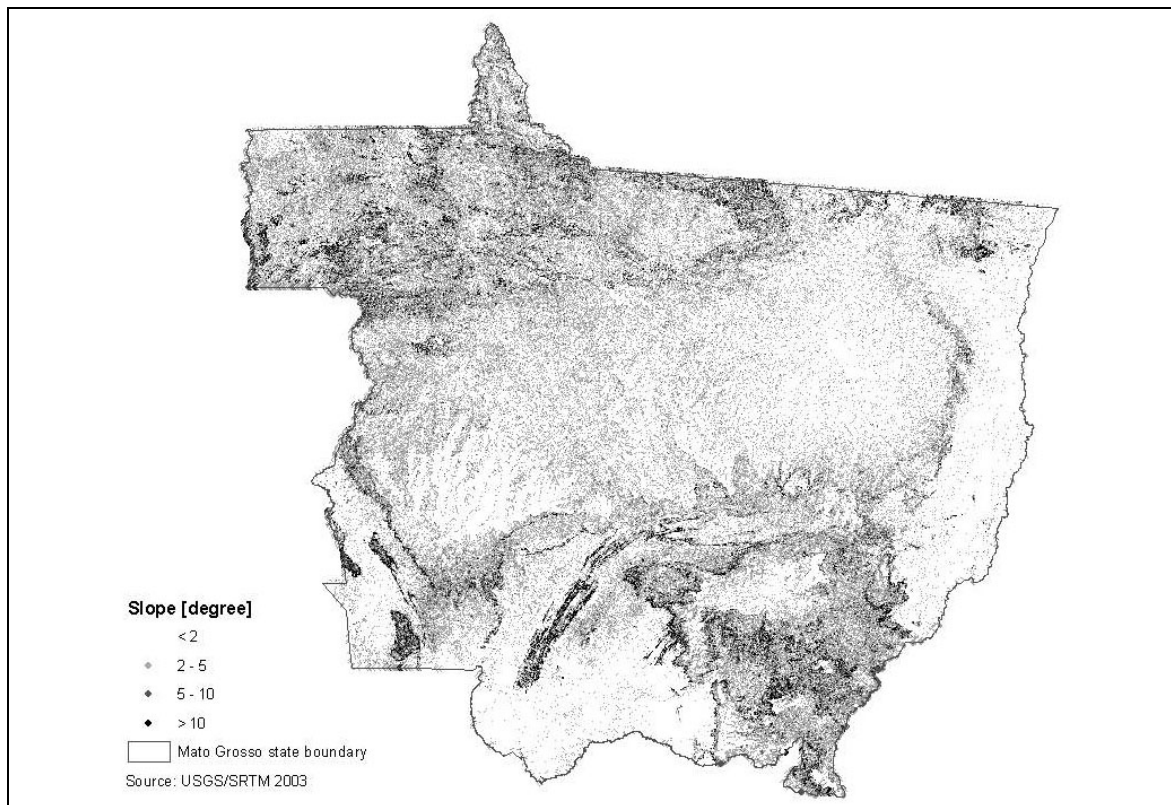 Slope [degree]
< 2
2 - 5
5 - 10
> 10
Mato Grosso state boundary
Source: USGS/SRTM 2003